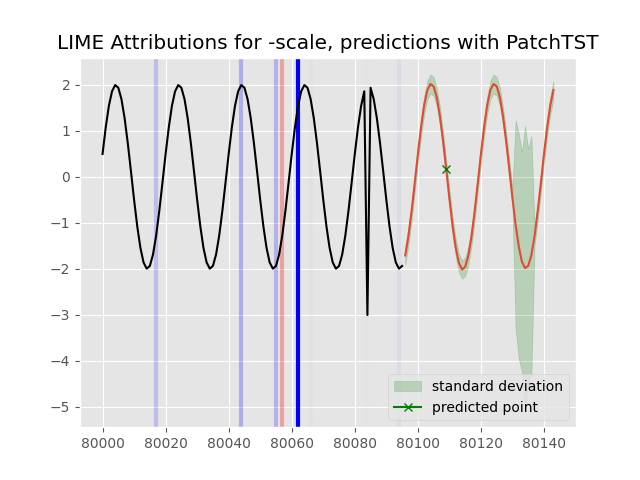 LIME Attributions for -scale, predictions with PatchTST
2
1
0
−1
−2
−3
−4
−5
standard deviation
predicted point
80000 80020 80040 80060 80080 80100 80120 80140